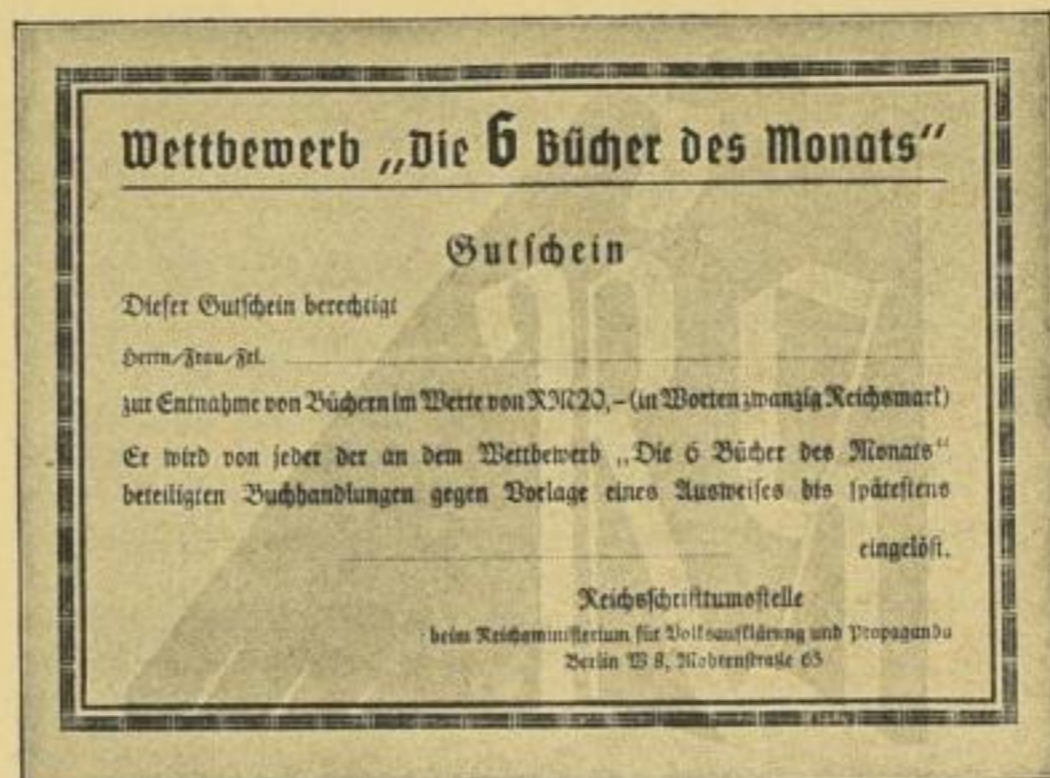 Wettbewerb „Die 6 Bücher des Monats“
Gutschein
Dieser Gutschein berechtigt
Herrn/Frau/Frl.
zur Entnahme von Büchern im Werte von RM 20,– (in Worten zwanzig Reichsmark)
Er wird von jeder der an dem Wettbewerb „Die 6 Bücher des Monats“
beteiligten Buchhandlungen gegen Vorlage eines Ausweises bis spätestens
eingelöst.
Reichsschrifttumsstelle
beim Reichsministerium für Volksaufklärung und Propaganda
Berlin W 8, Mohrenstraße 65